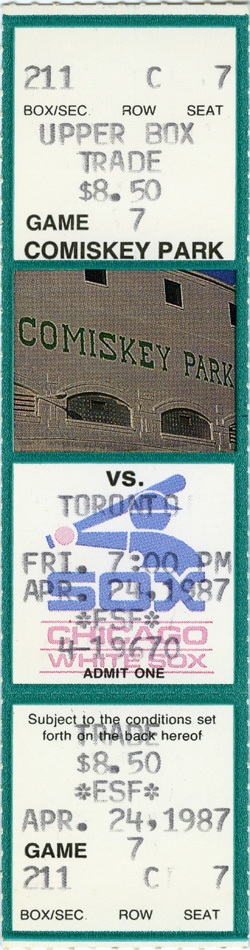 211 C 7
BOX/SEC. ROW SEAT
UPPER BOX
TRADE
$8.50
GAME 7
COMISKEY PARK
COMISKEY PARK
VS.
TORONTO
FRI. 7:00 PM
APR. 24,1987
SOX
*ESF*
CHICAGO
4-19670
WHITE SOX
ADMIT ONE
Subject to the conditions set
forth on the back hereof
TRADE
$8.50
*ESF*
APR. 24,1987
GAME 7
211 C 7
BOX/SEC. ROW SEAT